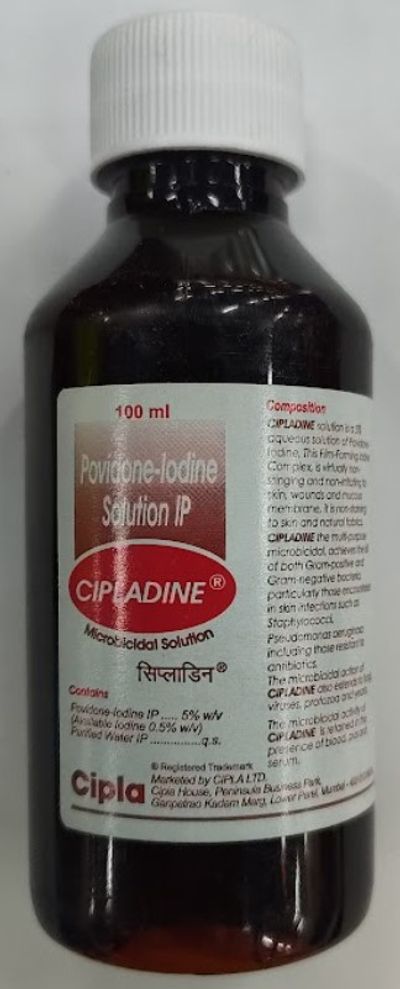 100 ml
Povidone-Iodine
Solution IP
CIPLADINE®
Microbicidal Solution
सिप्लाडिन®
Contains
Povidone-Iodine IP ..... 5% w/v
(Available Iodine 0.5% w/v)
Purified Water IP ..............q.s.
® Registered Trademark
Marketed by CIPLA LTD.
Cipla House, Peninsula Business Park,
Ganpatrao Kadam Marg, Lower Parel, Mumbai -
Cipla
Composition
CIPLADINE solution is a 5%
aqueous solution of Povidone-
Iodine. This Film-Forming
Complex, is virtually non-
stinging and non-irritating to
skin, wounds and mucous
membrane. It is non-staining
to skin and natural fabrics.
CIPLADINE the multi-purpose
microbicidal, achieves the kill
of both Gram-positive and
Gram-negative bacteria
particularly those encountered
in skin infections such as
Staphylococci,
Pseudomonas aeruginosa
including those resistant to
antibiotics.
The microbicidal action of
CIPLADINE also extends to fungi,
viruses, protozoa and yeasts.
The microbicidal activity of
CIPLADINE is retained in the
presence of blood, pus and
serum.